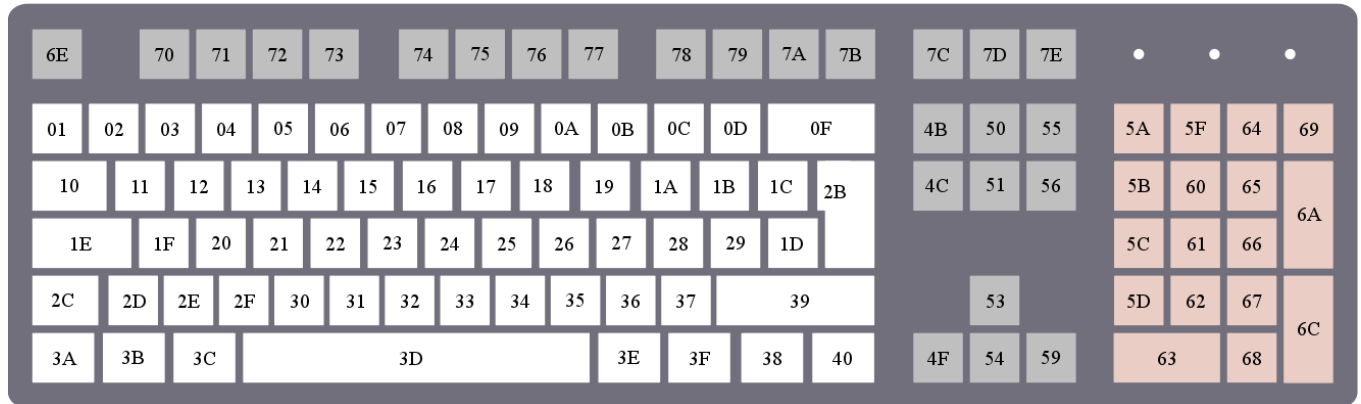 6E 70 71 72 73 74 75 76 77 78 79 7A 7B 7C 7D 7E
01 02 03 04 05 06 07 08 09 0A 0B 0C 0D 0F 4B 50 55 5A 5F 64 69
10 11 12 13 14 15 16 17 18 19 1A 1B 1C 2B 4C 51 56 5B 60 65 6A
1E 1F 20 21 22 23 24 25 26 27 28 29 1D 5C 61 66
2C 2D 2E 2F 30 31 32 33 34 35 36 37 39 53 5D 62 67 6C
3A 3B 3C 3D 3E 3F 38 40 4F 54 59 63 68